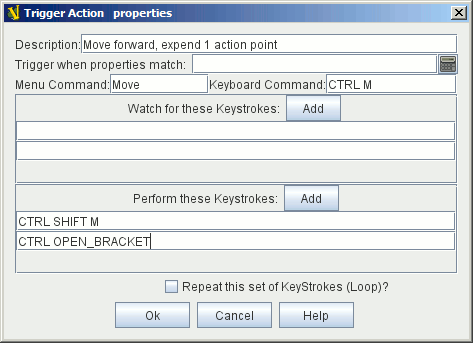 Trigger Action properties
Description: Move forward, expend 1 action point
Trigger when properties match:
Menu Command: Move Keyboard Command: CTRL M
Watch for these Keystrokes: Add
Perform these Keystrokes: Add
CTRL SHIFT M
CTRL OPEN_BRACKET
Repeat this set of KeyStrokes (Loop)?
Ok Cancel Help